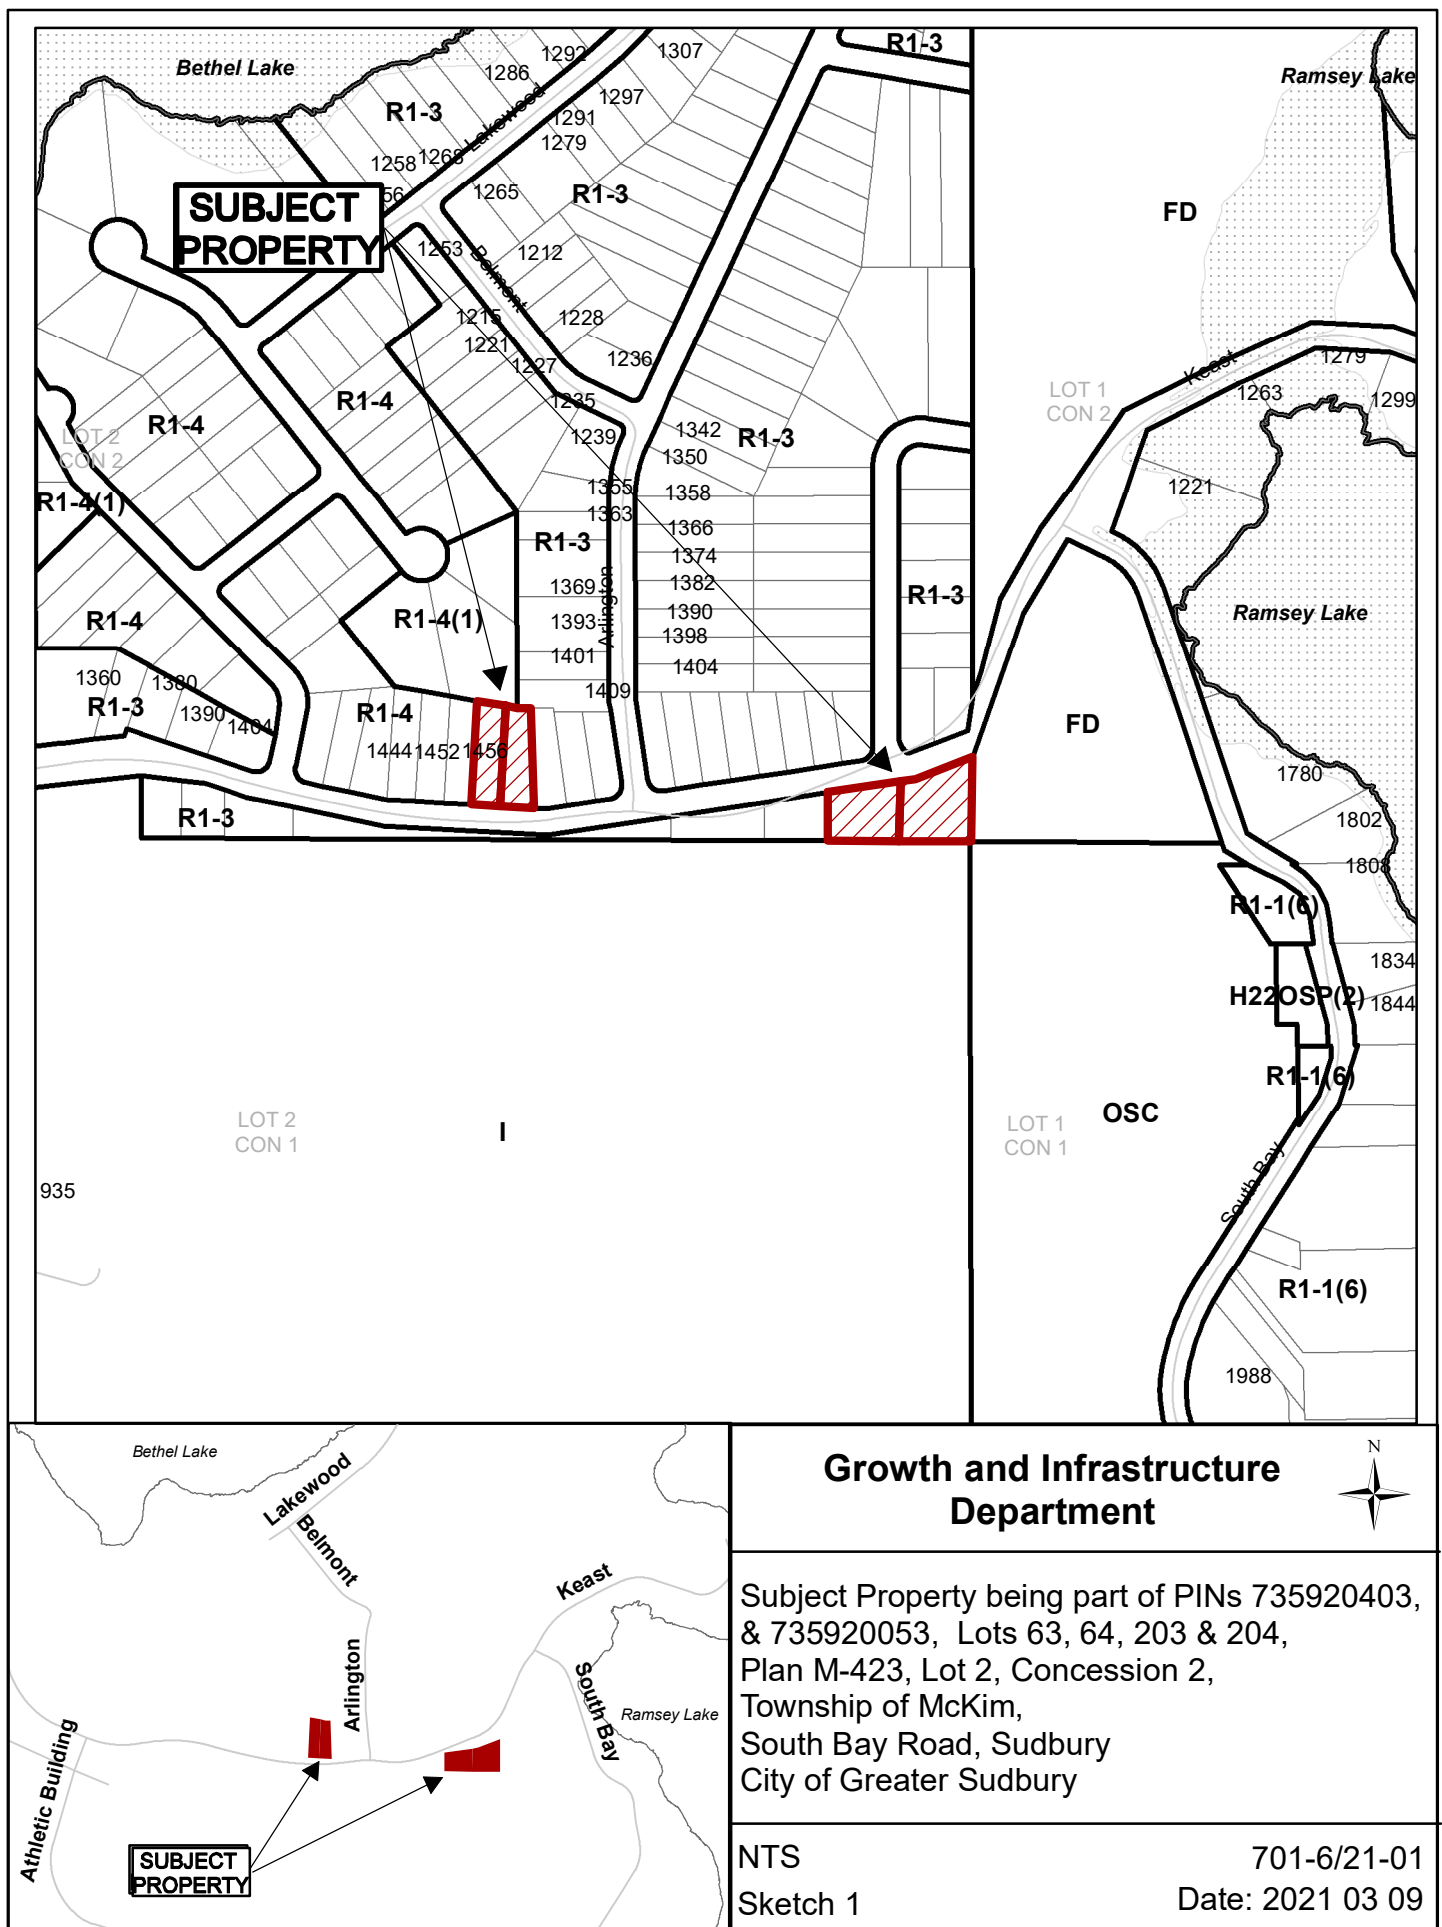 Bethel Lake
R1-3
1292
1307
R1-3
Ramsey Lake
1286
1297
1291
1279
Lakewood
1258
1268
56
1265
R1-3
SUBJECT
PROPERTY
FD
1253
Belmont
1212
1215
1228
1221
1227
1236
Keast
1279
1263
1299
LOT 1
CON 2
R1-4
R1-4
1235
1239
1342
R1-3
1350
LOT 2
CON 2
R1-4(1)
1355
1358
1221
1363
1366
R1-3
1374
1369
1382
R1-3
Arlington
1390
Ramsey Lake
R1-4
R1-4(1)
1393
1398
1401
1404
1360
1380
1409
R1-3
1390
1404
R1-4
FD
1444
1452
1456
1780
R1-3
1802
1808
R1-1(6)
1834
H22OSP(2)
1844
R1-1(6)
LOT 2
CON 1
I
LOT 1
CON 1
OSC
South Bay
935
R1-1(6)
1988
Bethel Lake
Lakewood
Belmont
Keast
Arlington
South Bay
Ramsey Lake
Athletic Building
SUBJECT
PROPERTY
Growth and Infrastructure
Department
N
Subject Property being part of PINs 735920403,
& 735920053, Lots 63, 64, 203 & 204,
Plan M-423, Lot 2, Concession 2,
Township of McKim,
South Bay Road, Sudbury
City of Greater Sudbury
NTS
701-6/21-01
Sketch 1
Date: 2021 03 09